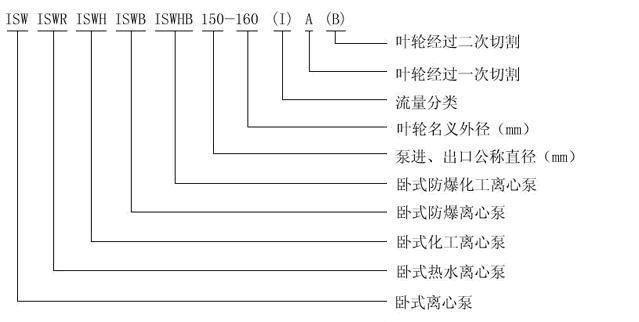 ISW ISWR ISWH ISWB ISWHB 150－160 (I) A (B)
叶轮经过二次切割
叶轮经过一次切割
流量分类
叶轮名义外径（mm）
泵进、出口公称直径（mm）
卧式防爆化工离心泵
卧式防爆离心泵
卧式化工离心泵
卧式热水离心泵
卧式离心泵